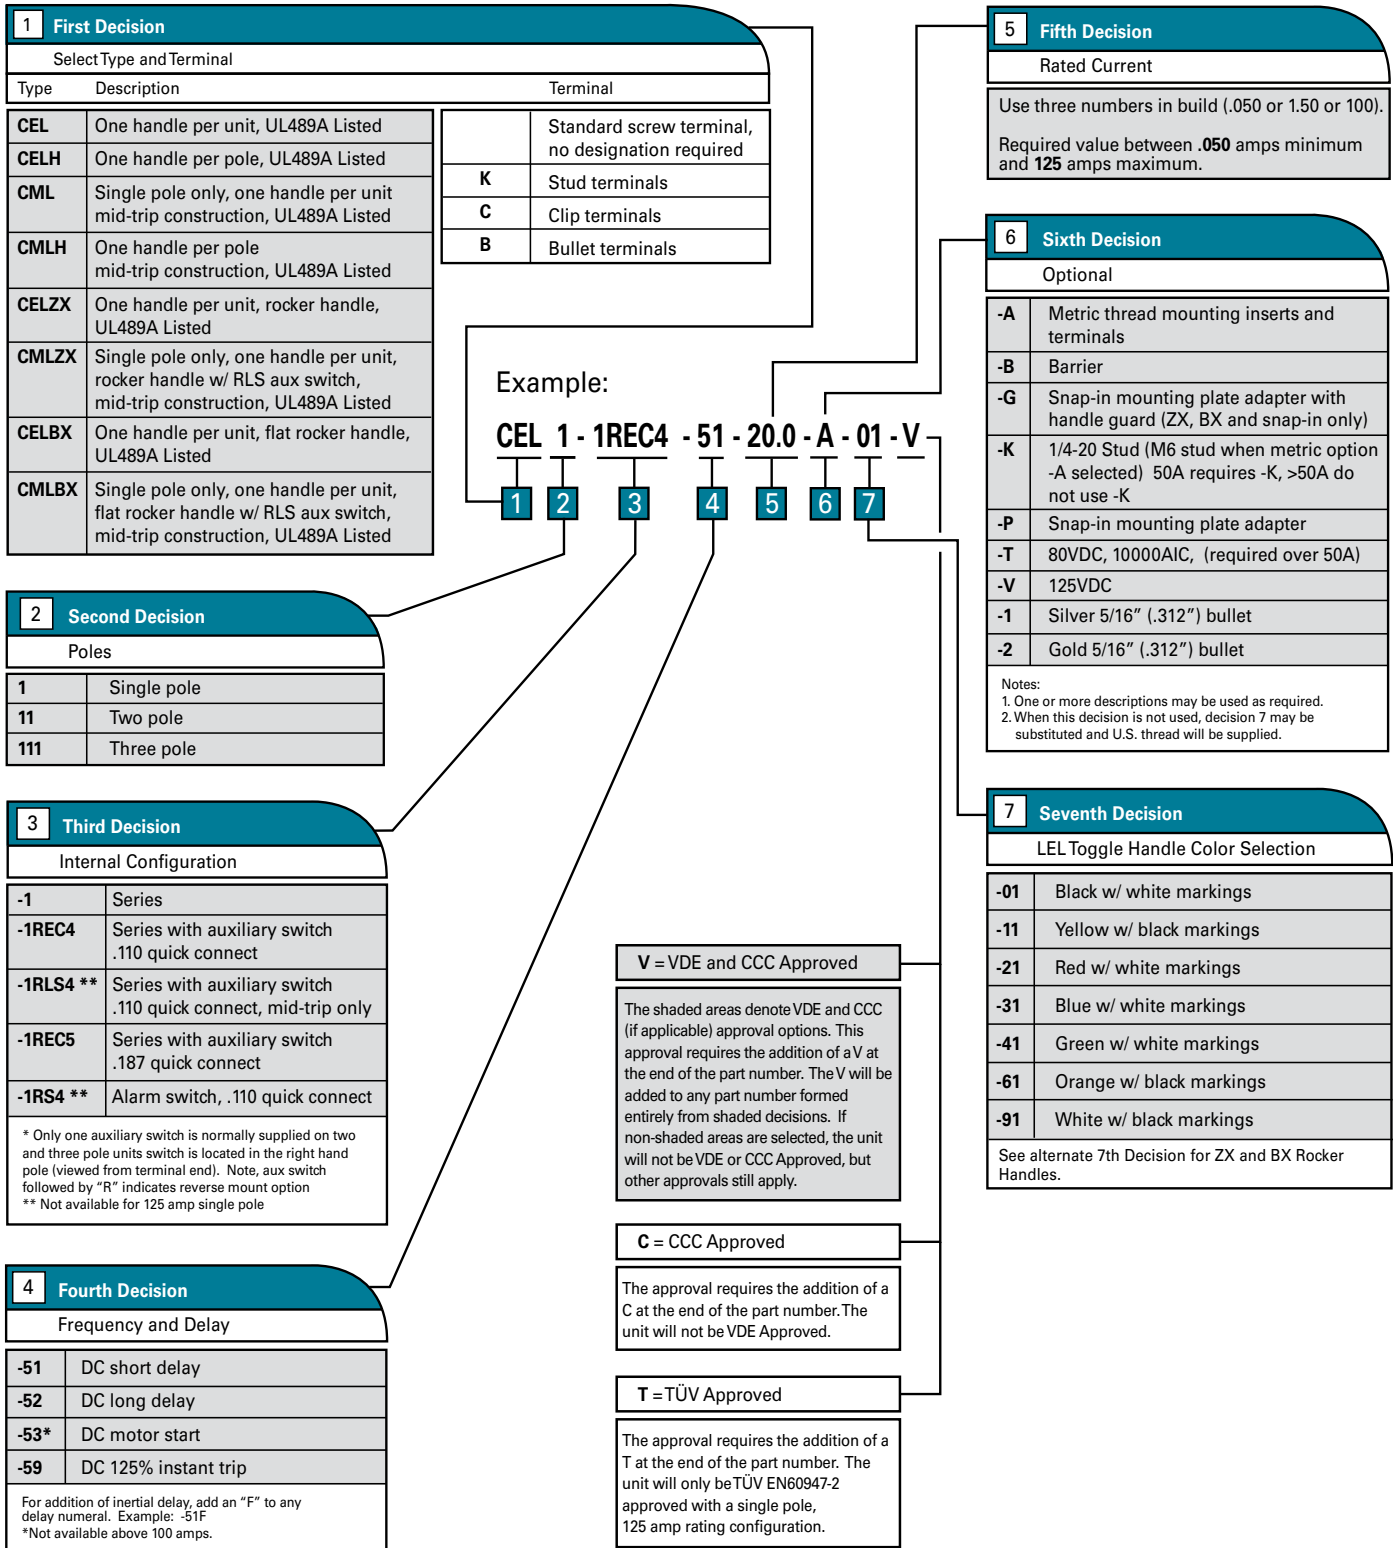 1 First Decision
Select Type and Terminal
Type Description Terminal
CEL One handle per unit, UL489A Listed
CELH One handle per pole, UL489A Listed
CML Single pole only, one handle per unit
mid-trip construction, UL489A Listed
CMLH One handle per pole
mid-trip construction, UL489A Listed
CELZX One handle per unit, rocker handle,
UL489A Listed
CMLZX Single pole only, one handle per unit,
rocker handle w/ RLS aux switch,
mid-trip construction, UL489A Listed
CELBX One handle per unit, flat rocker handle,
UL489A Listed
CMLBX Single pole only, one handle per unit,
flat rocker handle w/ RLS aux switch,
mid-trip construction, UL489A Listed
Standard screw terminal,
no designation required
K Stud terminals
C Clip terminals
B Bullet terminals
Example:
CEL 1 - 1REC4 - 51 - 20.0 - A - 01 - V
1 2 3 4 5 6 7
2 Second Decision
Poles
1 Single pole
11 Two pole
111 Three pole
3 Third Decision
Internal Configuration
-1 Series
-1REC4 Series with auxiliary switch
.110 quick connect
-1RLS4 ** Series with auxiliary switch
.110 quick connect, mid-trip only
-1REC5 Series with auxiliary switch
.187 quick connect
-1RS4 ** Alarm switch, .110 quick connect
* Only one auxiliary switch is normally supplied on two
and three pole units switch is located in the right hand
pole (viewed from terminal end). Note, aux switch
followed by “R” indicates reverse mount option
** Not available for 125 amp single pole
4 Fourth Decision
Frequency and Delay
-51 DC short delay
-52 DC long delay
-53* DC motor start
-59 DC 125% instant trip
For addition of inertial delay, add an “F” to any
delay numeral. Example: -51F
*Not available above 100 amps.
V = VDE and CCC Approved
The shaded areas denote VDE and CCC
(if applicable) approval options. This
approval requires the addition of a V at
the end of the part number. The V will be
added to any part number formed
entirely from shaded decisions. If
non-shaded areas are selected, the unit
will not be VDE or CCC Approved, but
other approvals still apply.
C = CCC Approved
The approval requires the addition of a
C at the end of the part number. The
unit will not be VDE Approved.
T = TÜV Approved
The approval requires the addition of a
T at the end of the part number. The
unit will only be TÜV EN60947-2
approved with a single pole,
125 amp rating configuration.
5 Fifth Decision
Rated Current
Use three numbers in build (.050 or 1.50 or 100).
Required value between .050 amps minimum
and 125 amps maximum.
6 Sixth Decision
Optional
-A Metric thread mounting inserts and
terminals
-B Barrier
-G Snap-in mounting plate adapter with
handle guard (ZX, BX and snap-in only)
-K 1/4-20 Stud (M6 stud when metric option
-A selected) 50A requires -K, >50A do
not use -K
-P Snap-in mounting plate adapter
-T 80VDC, 10000AIC, (required over 50A)
-V 125VDC
-1 Silver 5/16” (.312”) bullet
-2 Gold 5/16” (.312”) bullet
Notes:
1. One or more descriptions may be used as required.
2. When this decision is not used, decision 7 may be
substituted and U.S. thread will be supplied.
7 Seventh Decision
LEL Toggle Handle Color Selection
-01 Black w/ white markings
-11 Yellow w/ black markings
-21 Red w/ white markings
-31 Blue w/ white markings
-41 Green w/ white markings
-61 Orange w/ black markings
-91 White w/ black markings
See alternate 7th Decision for ZX and BX Rocker
Handles.